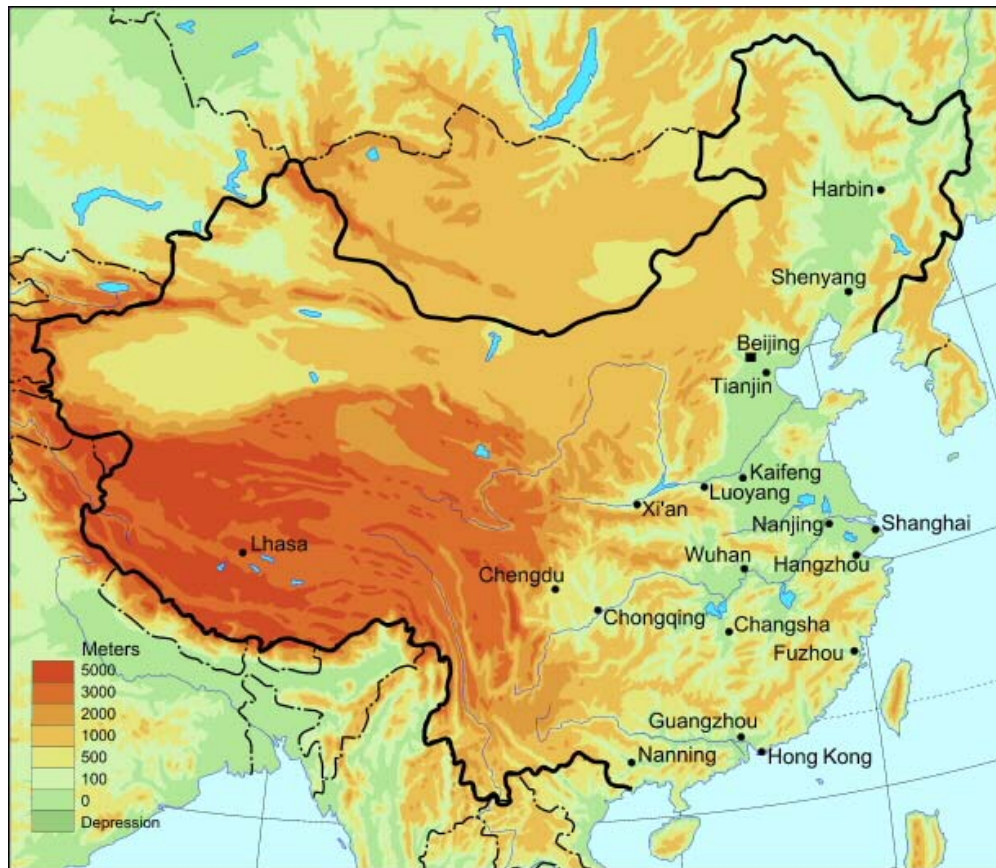 Harbin
Shenyang
Beijing
Tianjin
Kaifeng
Luoyang
Xi'an
Nanjing
Shanghai
Lhasa
Wuhan
Hangzhou
Chengdu
Chongqing
Changsha
Fuzhou
Guangzhou
Nanning
Hong Kong
Meters
5000
3000
2000
1000
500
100
0
Depression